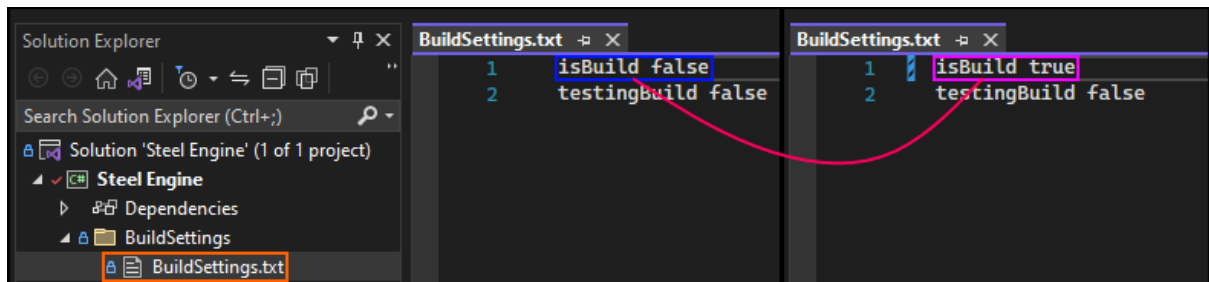 Solution Explorer
Search Solution Explorer (Ctrl+;)
Solution 'Steel Engine' (1 of 1 project)
C# Steel Engine
Dependencies
BuildSettings
BuildSettings.txt
BuildSettings.txt
1 isBuild false
2 testingBuild false
BuildSettings.txt
1 isBuild true
2 testingBuild false